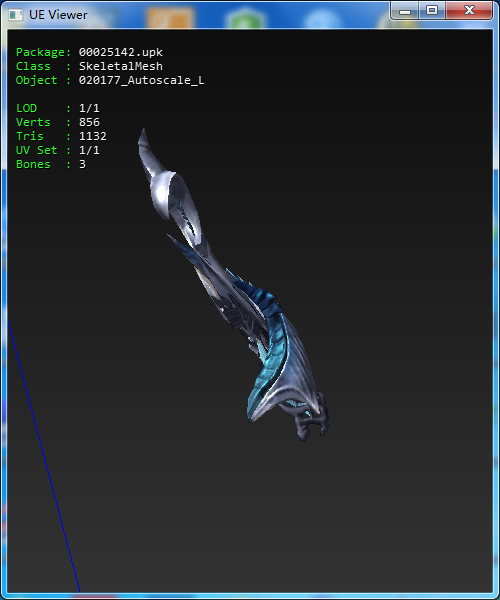 UE Viewer
Package: 00025142.upk
Class : SkeletalMesh
Object : 020177_Autoscale_L
LOD : 1/1
Verts : 856
Tris : 1132
UV Set : 1/1
Bones : 3